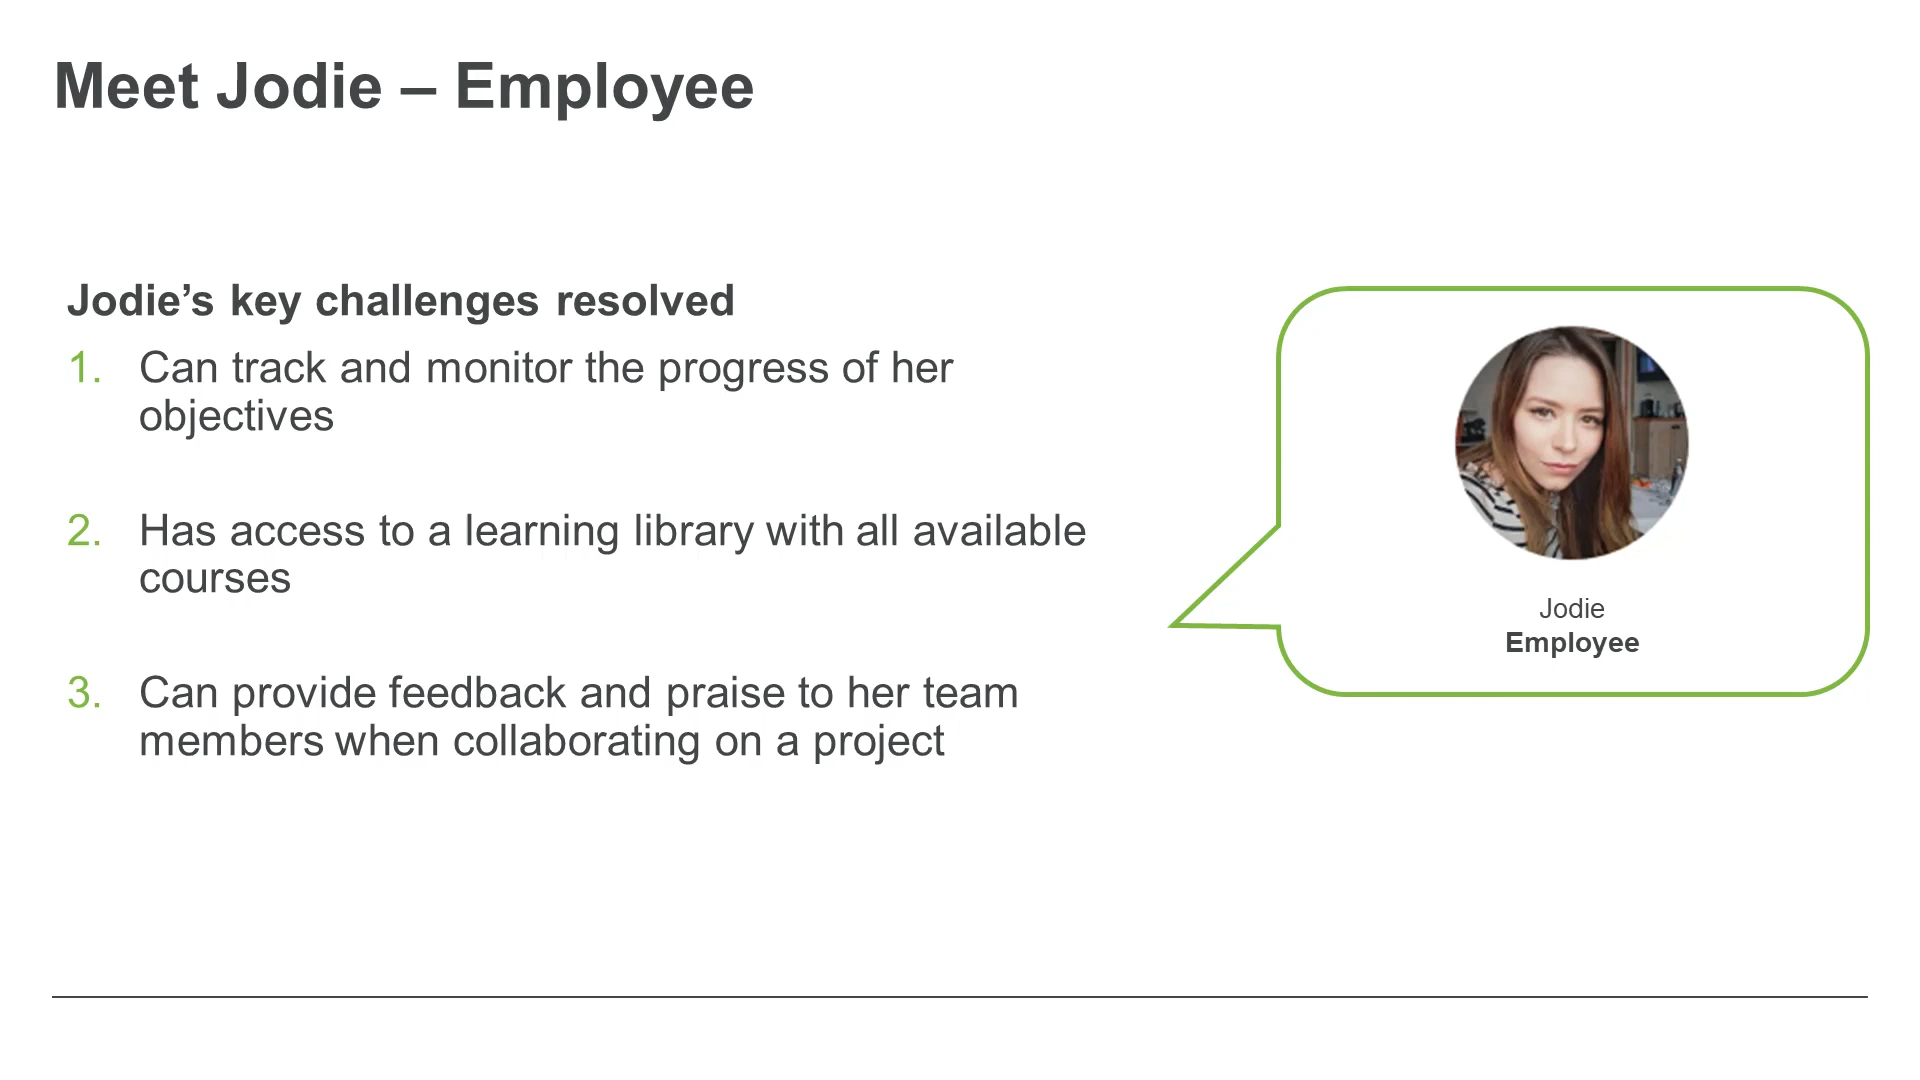 Meet Jodie – Employee
Jodie’s key challenges resolved
1. Can track and monitor the progress of her
objectives
2. Has access to a learning library with all available
courses
3. Can provide feedback and praise to her team
members when collaborating on a project
Jodie
Employee